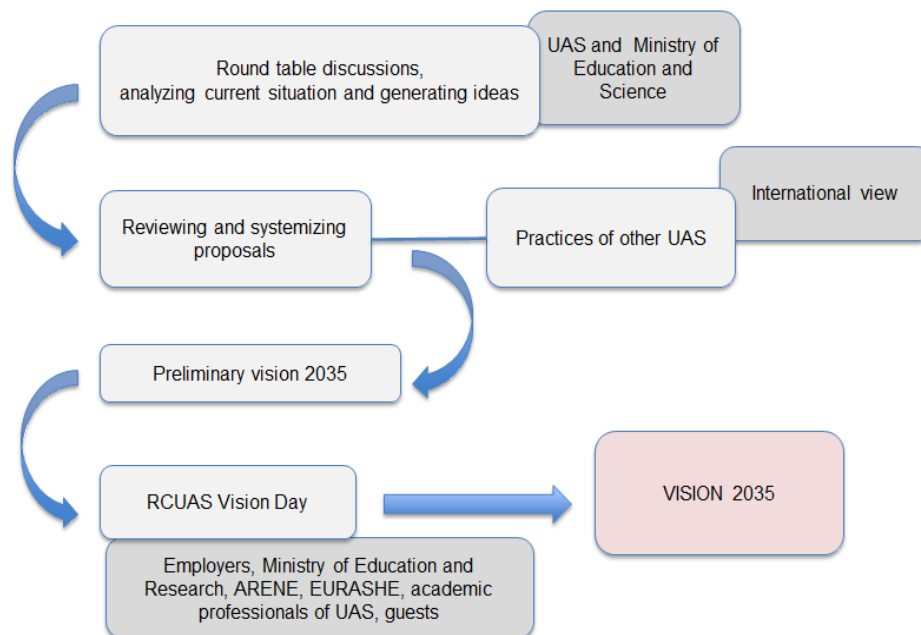 Round table discussions,
analyzing current situation and generating ideas
UAS and Ministry of
Education and
Science
International view
Reviewing and systemizing
proposals
Practices of other UAS
Preliminary vision 2035
RCUAS Vision Day
VISION 2035
Employers, Ministry of Education and
Research, ARENE, EURASHE, academic
professionals of UAS, guests